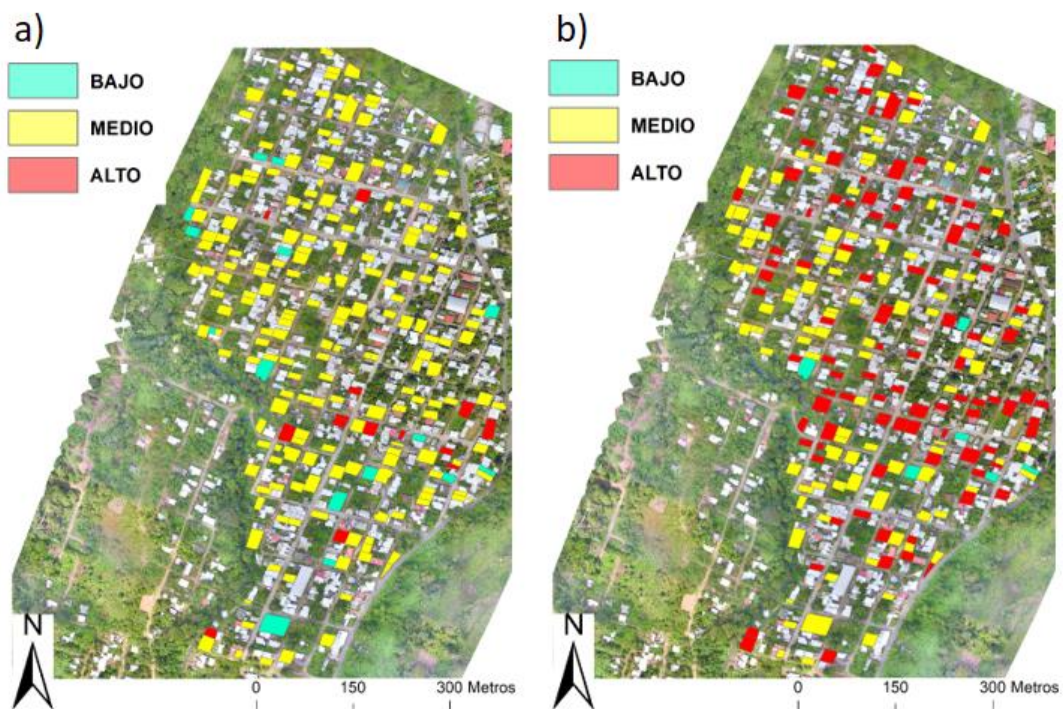 a)
BAJO
MEDIO
ALTO
N
0 150 300 Metros
b)
BAJO
MEDIO
ALTO
N
0 150 300 Metros